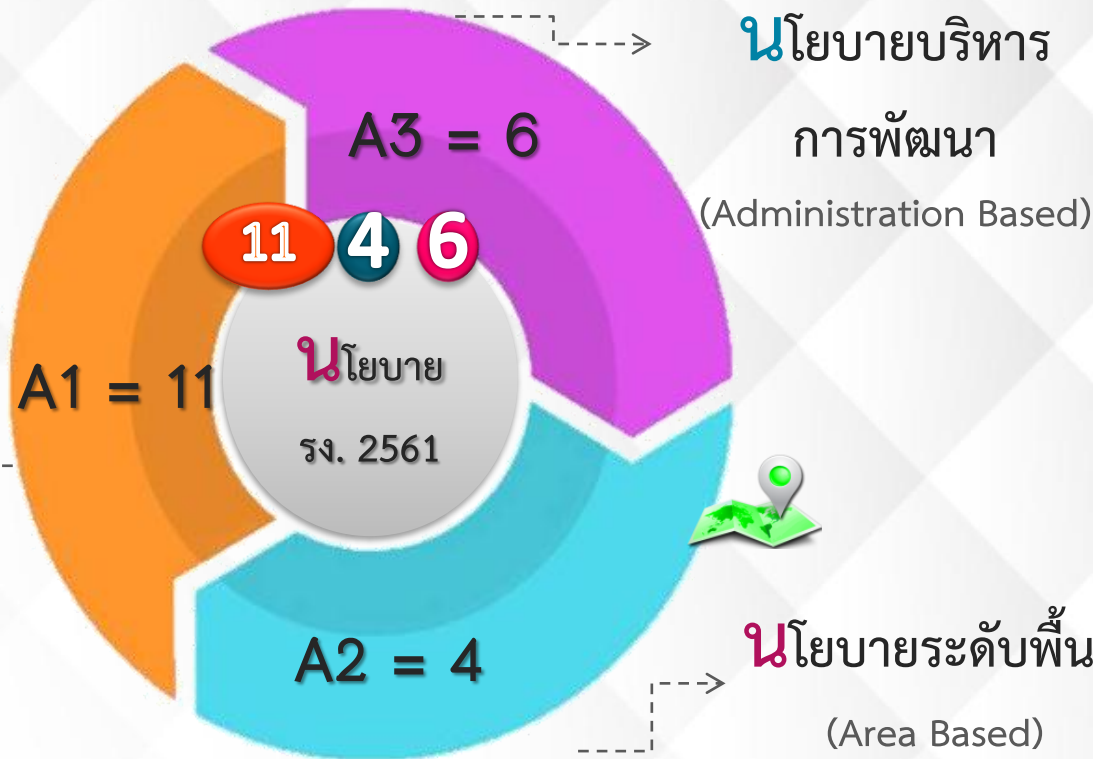 นโยบายบริหาร
การพัฒนา
(Administration Based)
A3 = 6
11 4 6
นโยบาย
รง. 2561
A1 = 11
A2 = 4
นโยบายระดับพื้น
(Area Based)